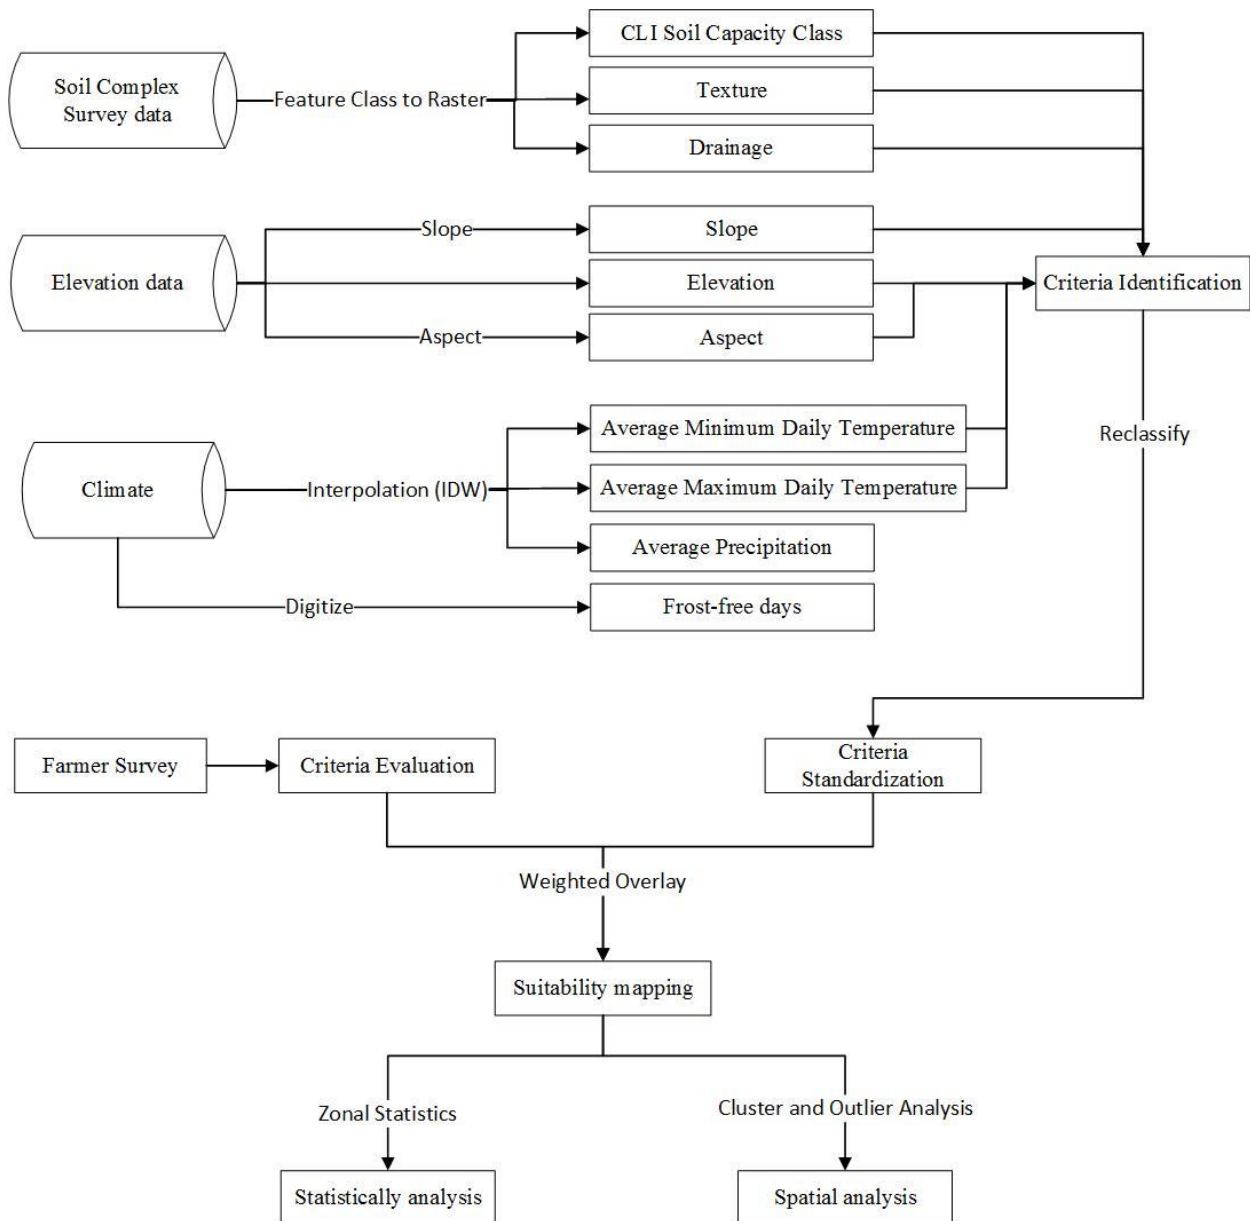 CLI Soil Capacity Class
Soil Complex
Survey data
Feature Class to Raster
Texture
Drainage
Slope
Slope
Elevation data
Elevation
Criteria Identification
Aspect
Aspect
Average Minimum Daily Temperature
Reclassify
Climate
Interpolation (IDW)
Average Maximum Daily Temperature
Average Precipitation
Digitize
Frost-free days
Farmer Survey
Criteria Evaluation
Criteria
Standardization
Weighted Overlay
Suitability mapping
Zonal Statistics
Cluster and Outlier Analysis
Statistically analysis
Spatial analysis